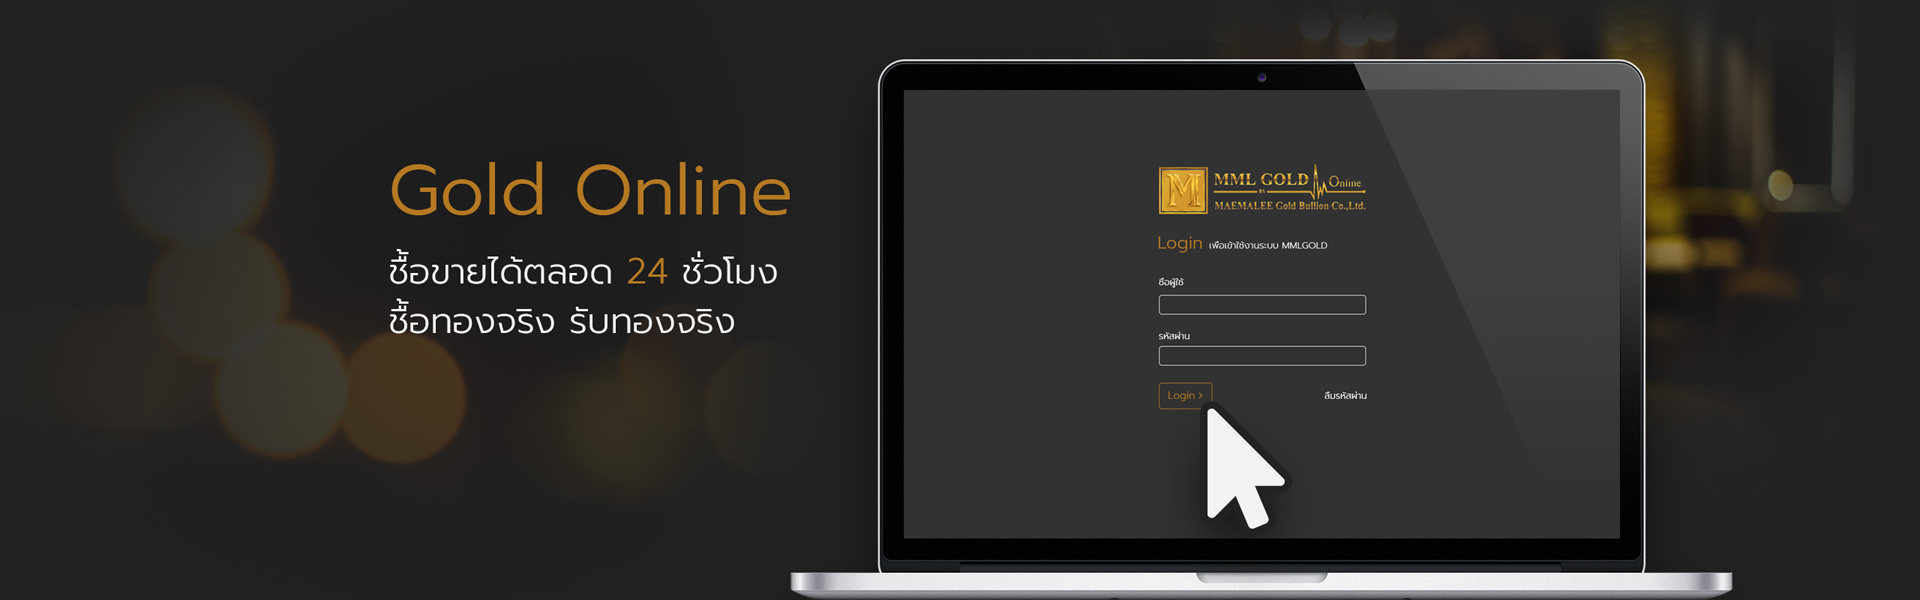 Gold Online
ซื้อขายได้ตลอด 24 ชั่วโมง
ซื้อทองจริง รับทองจริง
M
MML GOLD Online
BY
MAEMALEE Gold Bullion Co.,Ltd.
Login เพื่อเข้าใช้งานระบบ MMLGOLD
ชื่อผู้ใช้
รหัสผ่าน
Login >
ลืมรหัสผ่าน